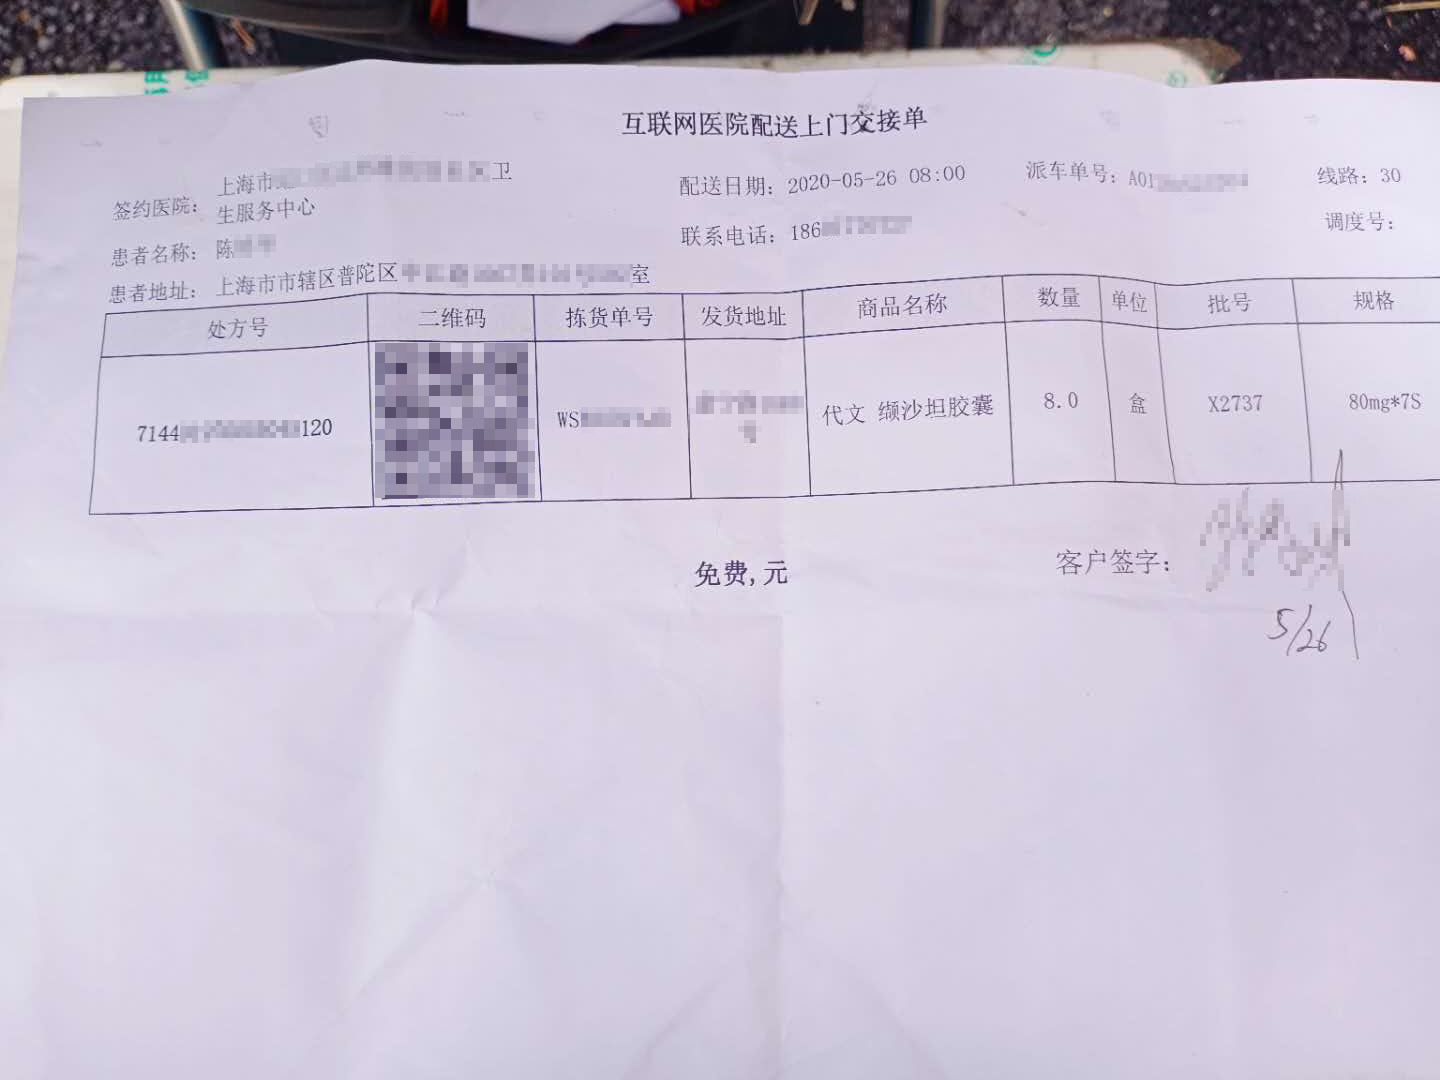 互联网医院配送上门交接单
签约医院: 上海市 卫
生服务中心
配送日期: 2020-05-26 08:00
派车单号: A01
线路: 30
患者名称: 陈
联系电话: 186
调度号:
患者地址: 上海市市辖区普陀区 室
处方号 二维码 拣货单号 发货地址 商品名称 数量 单位 批号 规格
7144 120 WS 代文 缬沙坦胶囊 8.0 盒 X2737 80mg*7S
免费,元
客户签字:
5/26